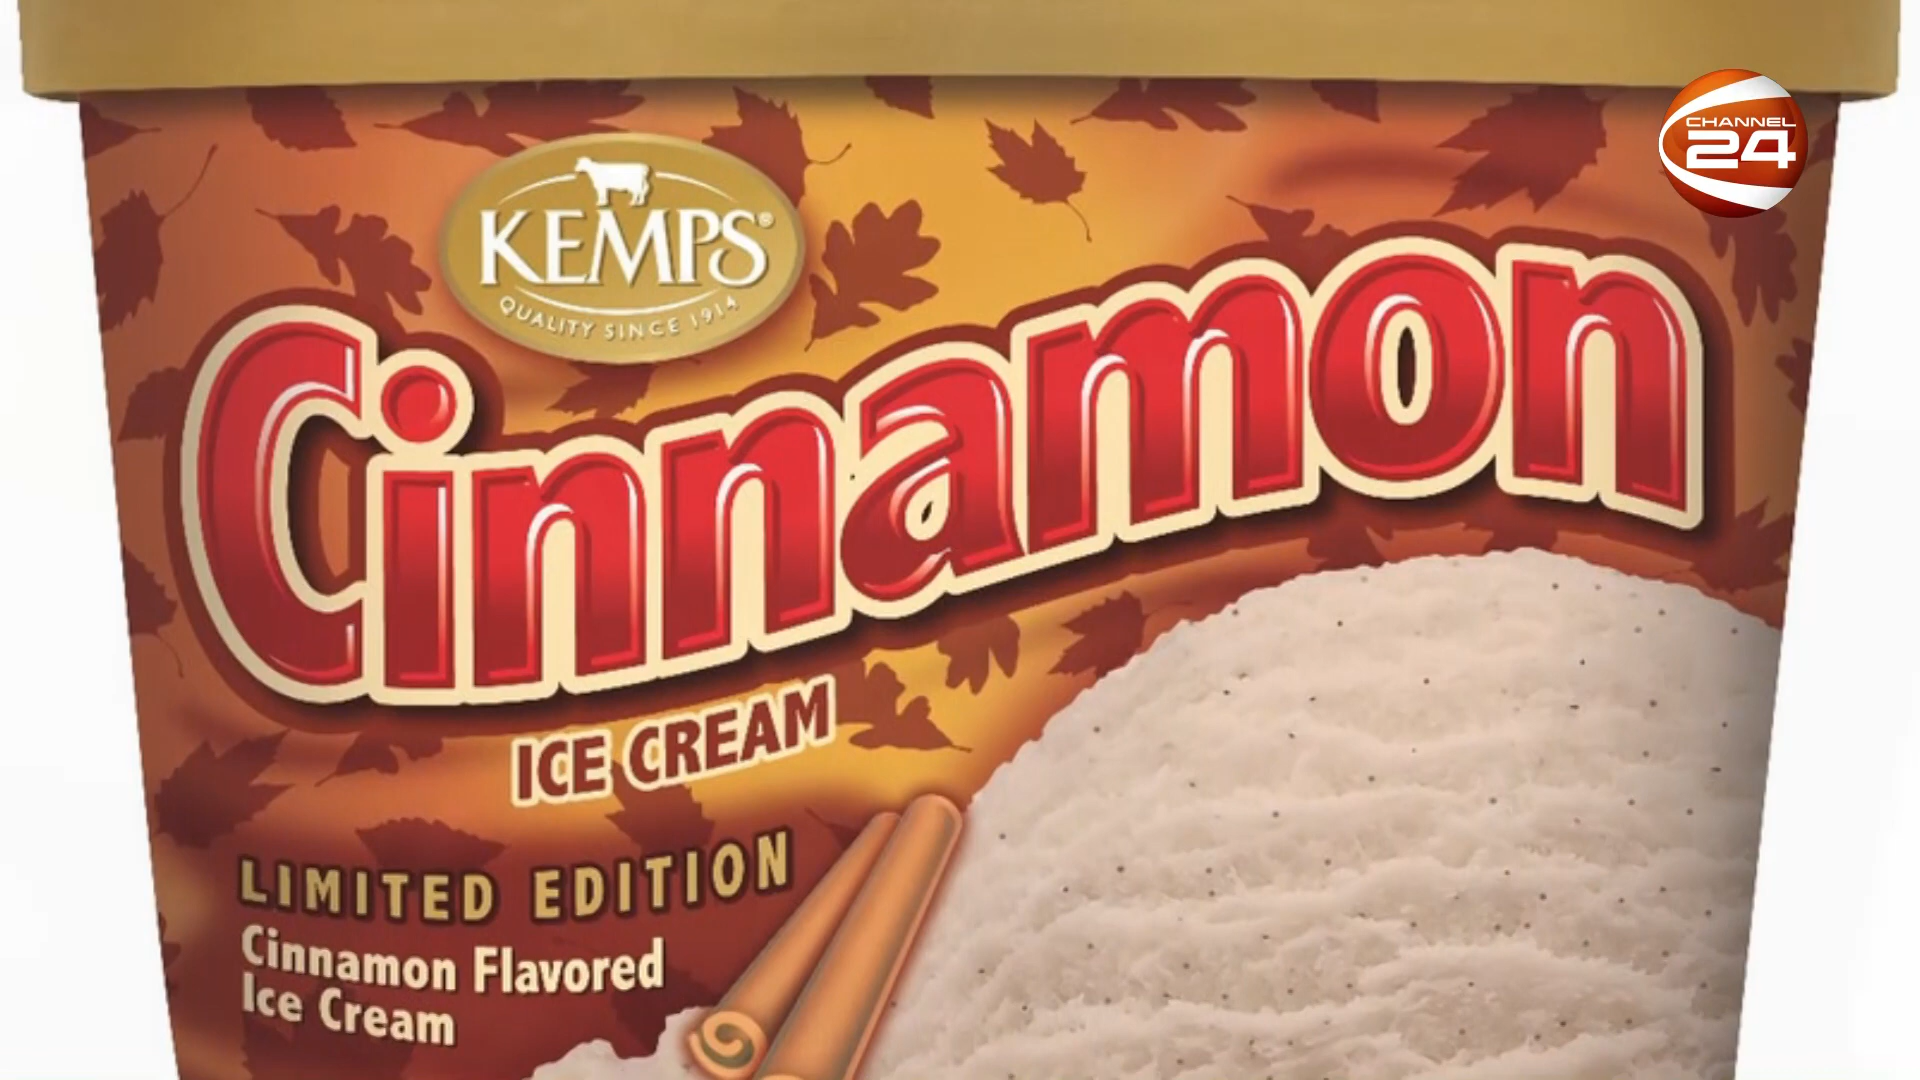 CHANNEL
24
KEMPS®
QUALITY SINCE 1914
Cinnamon
ICE CREAM
LIMITED EDITION
Cinnamon Flavored
Ice Cream